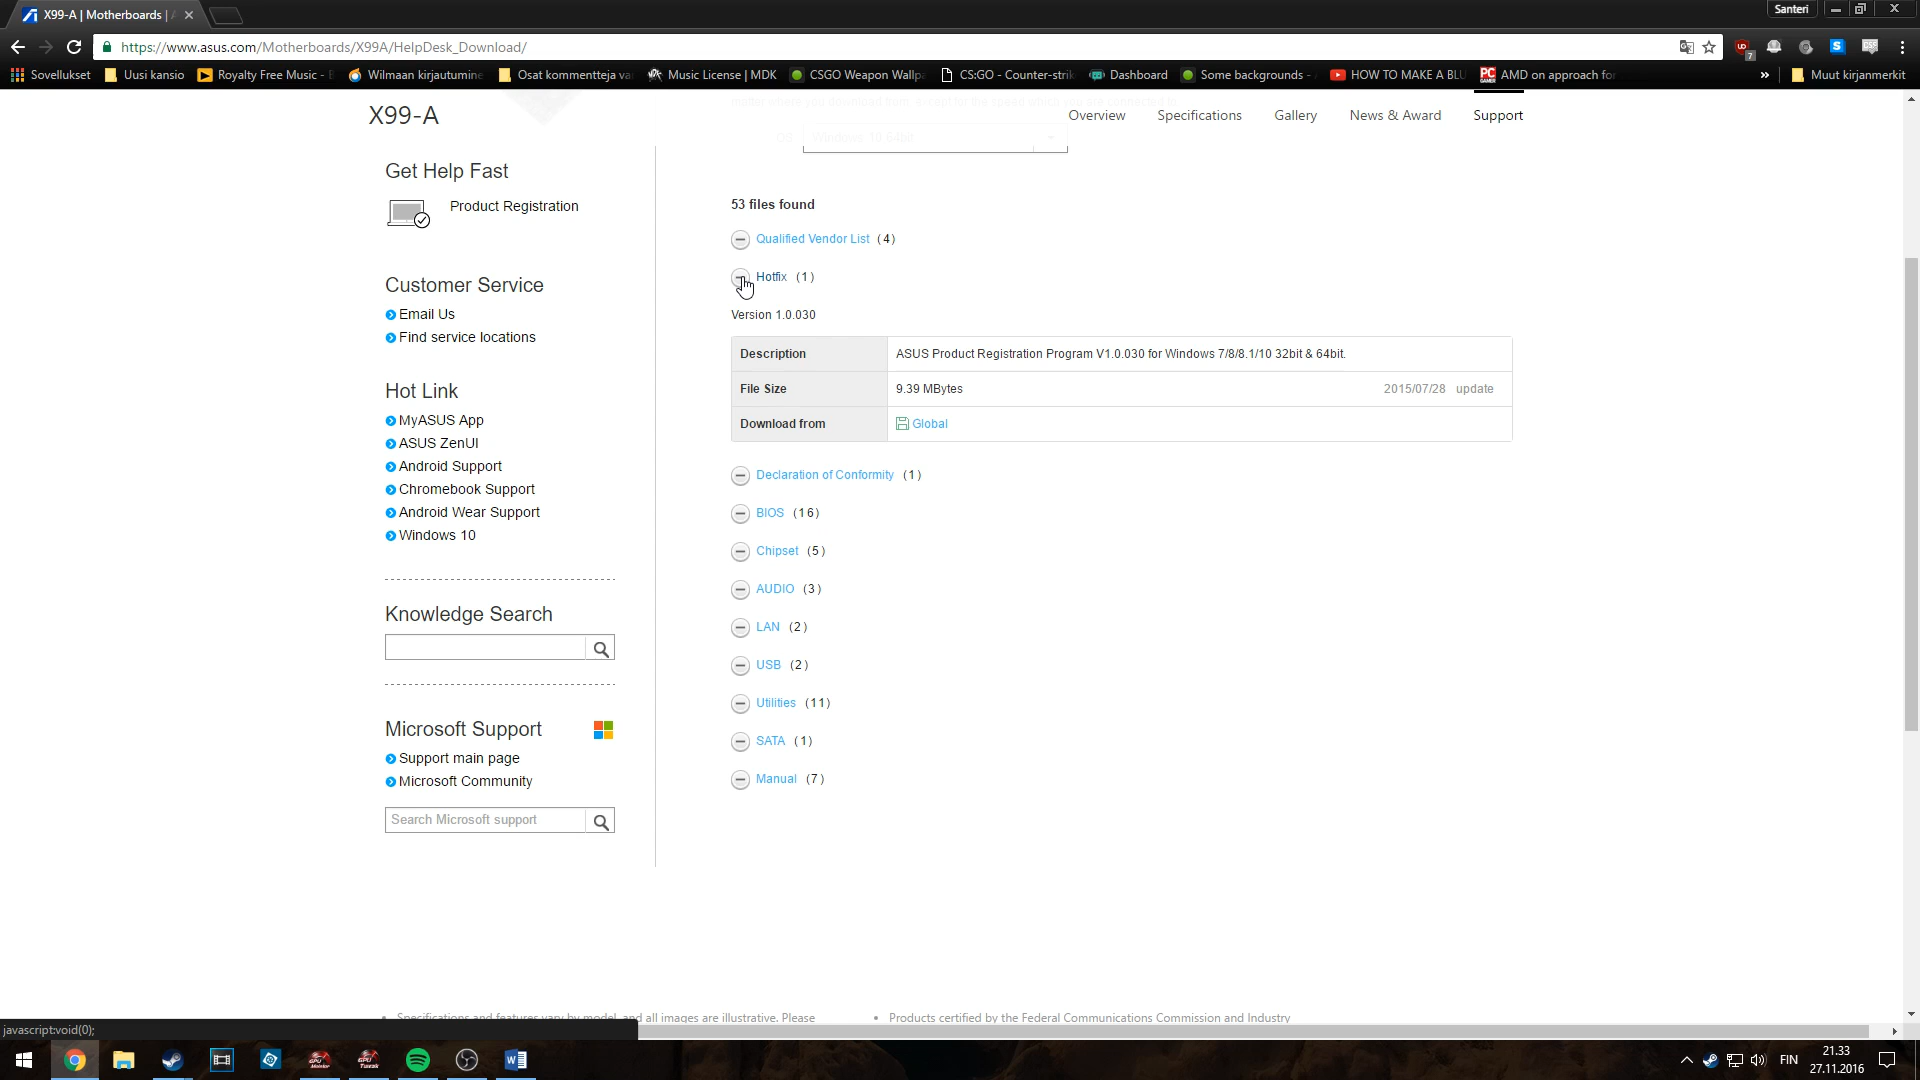 X99-A | Motherboards |
Santeri
https://www.asus.com/Motherboards/X99A/HelpDesk_Download/
Sovellukset Uusi kansio Royalty Free Music - Wilmaan kirjautumine Osat kommentteja va Music License | MDK CSGO Weapon Wallpa CS:GO - Counter-strik Dashboard Some backgrounds - HOW TO MAKE A BLU AMD on approach for » Muut kirjanmerkit
X99-A
Overview Specifications Gallery News & Award Support
OS Windows 10 64bit
Get Help Fast
Product Registration
Customer Service
Email Us
Find service locations
Hot Link
MyASUS App
ASUS ZenUI
Android Support
Chromebook Support
Android Wear Support
Windows 10
Knowledge Search
Microsoft Support
Support main page
Microsoft Community
Search Microsoft support
53 files found
Qualified Vendor List (4)
Hotfix (1)
Version 1.0.030
Description ASUS Product Registration Program V1.0.030 for Windows 7/8/8.1/10 32bit & 64bit.
File Size 9.39 MBytes 2015/07/28 update
Download from Global
Declaration of Conformity (1)
BIOS (16)
Chipset (5)
AUDIO (3)
LAN (2)
USB (2)
Utilities (11)
SATA (1)
Manual (7)
Specifications and features vary by model, and all images are illustrative. Please
Products certified by the Federal Communications Commission and Industry
javascript:void(0);
FIN
21.33
27.11.2016